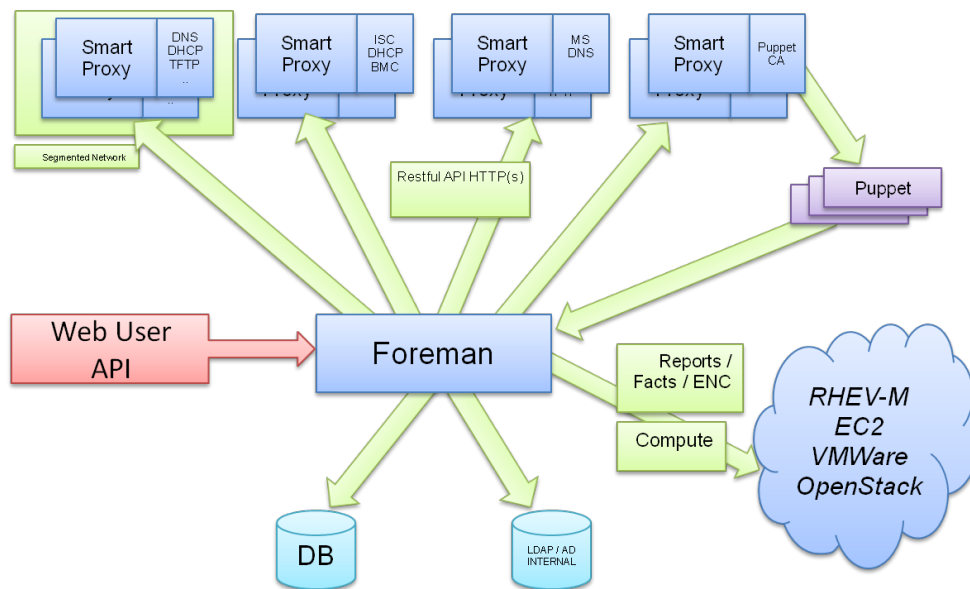 Smart
Proxy
DNS
DHCP
TFTP
..
..
Smart
Proxy
ISC
DHCP
BMC
Smart
Proxy
MS
DNS
Smart
Proxy
Puppet
CA
Segmented Network
Restful API HTTP(s)
Puppet
Web User
API
Foreman
Reports /
Facts / ENC
Compute
RHEV-M
EC2
VMWare
OpenStack
DB
LDAP / AD
INTERNAL